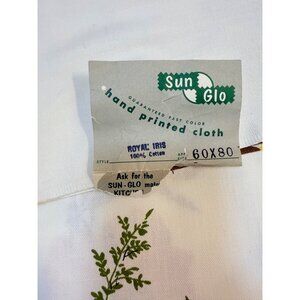 Sun
Glo
GUARANTEED FAST COLOR
hand printed cloth
ROYAL IRIS
100% Cotton
STYLE
SIZE 60X80
Ask for the
SUN-GLO